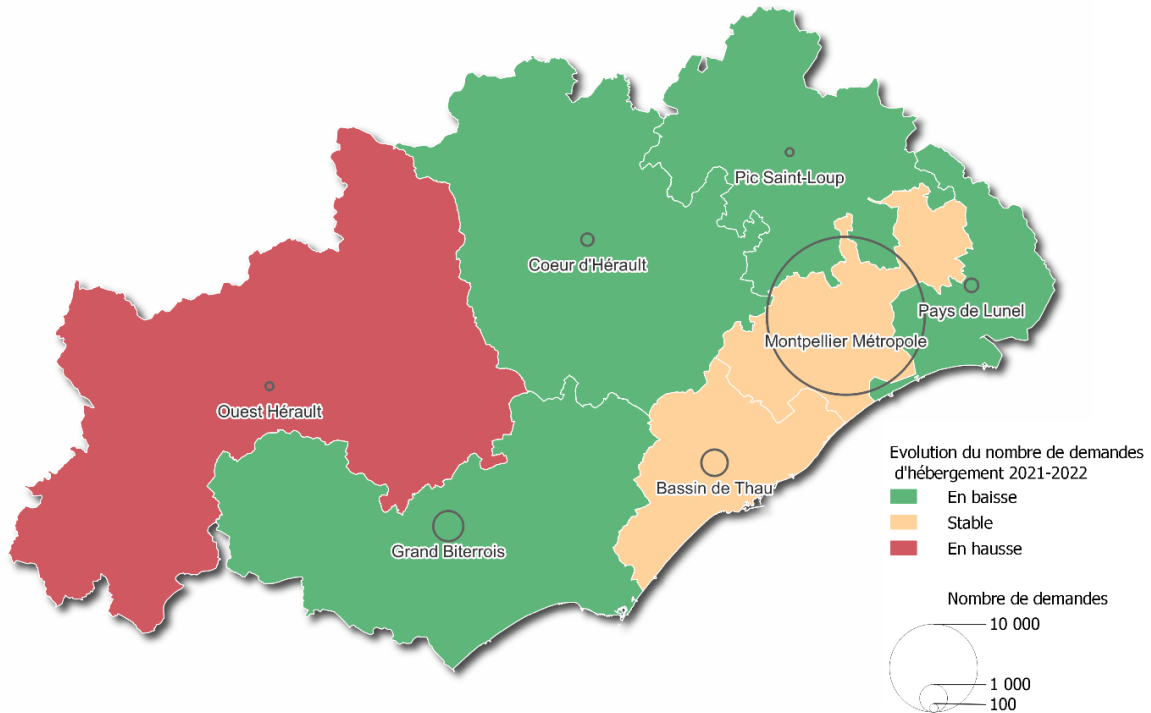 Pic Saint-Loup
Coeur d'Hérault
Pays de Lunel
Montpellier Métropole
Ouest Hérault
Bassin de Thau
Grand Biterrois
Evolution du nombre de demandes
d'hébergement 2021-2022
En baisse
Stable
En hausse
Nombre de demandes
10 000
1 000
100